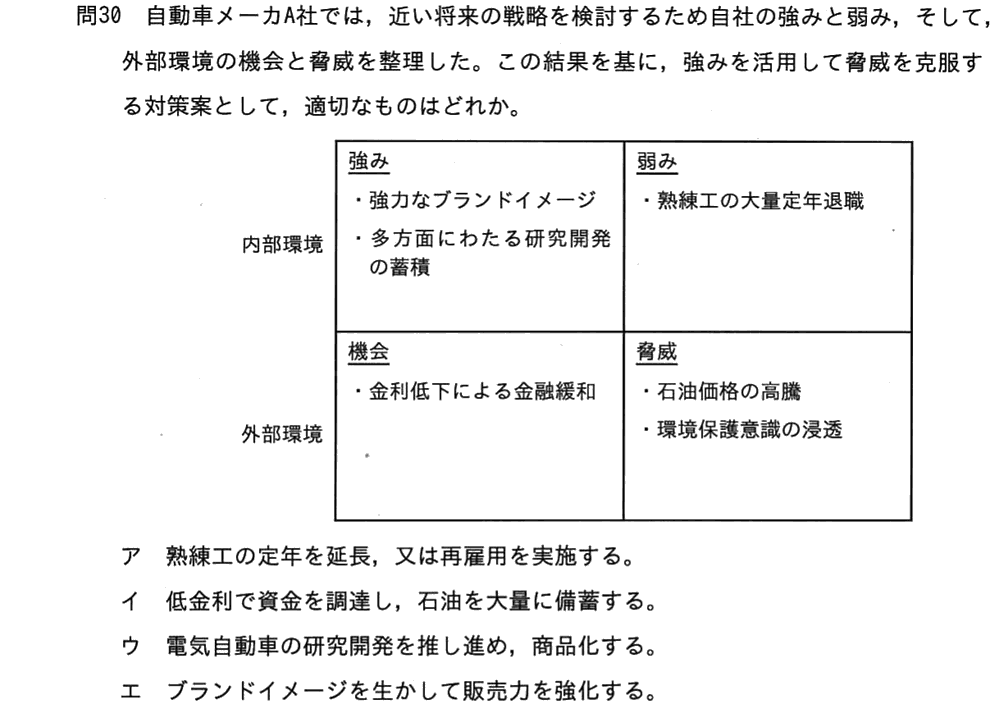 問30 自動車メーカA社では，近い将来の戦略を検討するため自社の強みと弱み，そして，
外部環境の機会と脅威を整理した。この結果を基に，強みを活用して脅威を克服す
る対策案として，適切なものはどれか。
強み
・強力なブランドイメージ
・多方面にわたる研究開発
の蓄積
弱み
・熟練工の大量定年退職
内部環境
機会
・金利低下による金融緩和
脅威
・石油価格の高騰
・環境保護意識の浸透
外部環境
ア 熟練工の定年を延長，又は再雇用を実施する。
イ 低金利で資金を調達し，石油を大量に備蓄する。
ウ 電気自動車の研究開発を推し進め，商品化する。
エ ブランドイメージを生かして販売力を強化する。